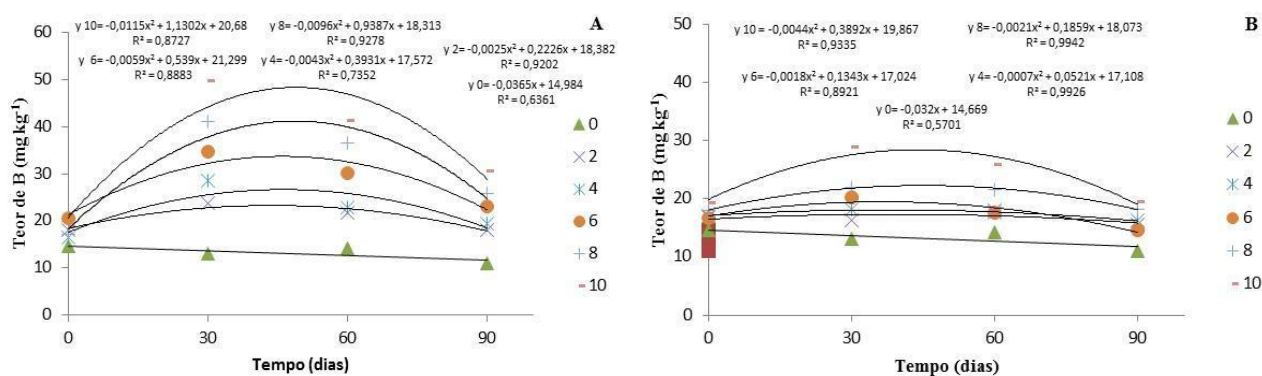 A
y 10= -0,0115x² + 1,1302x + 20,68
R² = 0,8727
y 8= -0,0096x² + 0,9387x + 18,313
R² = 0,9278
y 2= -0,0025x² + 0,2226x + 18,382
R² = 0,9202
y 6= -0,0059x² + 0,539x + 21,299
R² = 0,8883
y 4= -0,0043x² + 0,3931x + 17,572
R² = 0,7352
y 0= -0,0365x + 14,984
R² = 0,6361
Teor de B (mg kg⁻¹)
60
50
40
30
20
10
0
0 30 60 90
Tempo (dias)
0
2
4
6
8
10
B
y 10= -0,0044x² + 0,3892x + 19,867
R² = 0,9335
y 8= -0,0021x² + 0,1859x + 18,073
R² = 0,9942
y 6= -0,0018x² + 0,1343x + 17,024
R² = 0,8921
y 4= -0,0007x² + 0,0521x + 17,108
R² = 0,9926
y 0= -0,032x + 14,669
R² = 0,5701
Teor de B (mg kg⁻¹)
50
40
30
20
10
0
0 30 60 90
Tempo (dias)
0
2
4
6
8
10